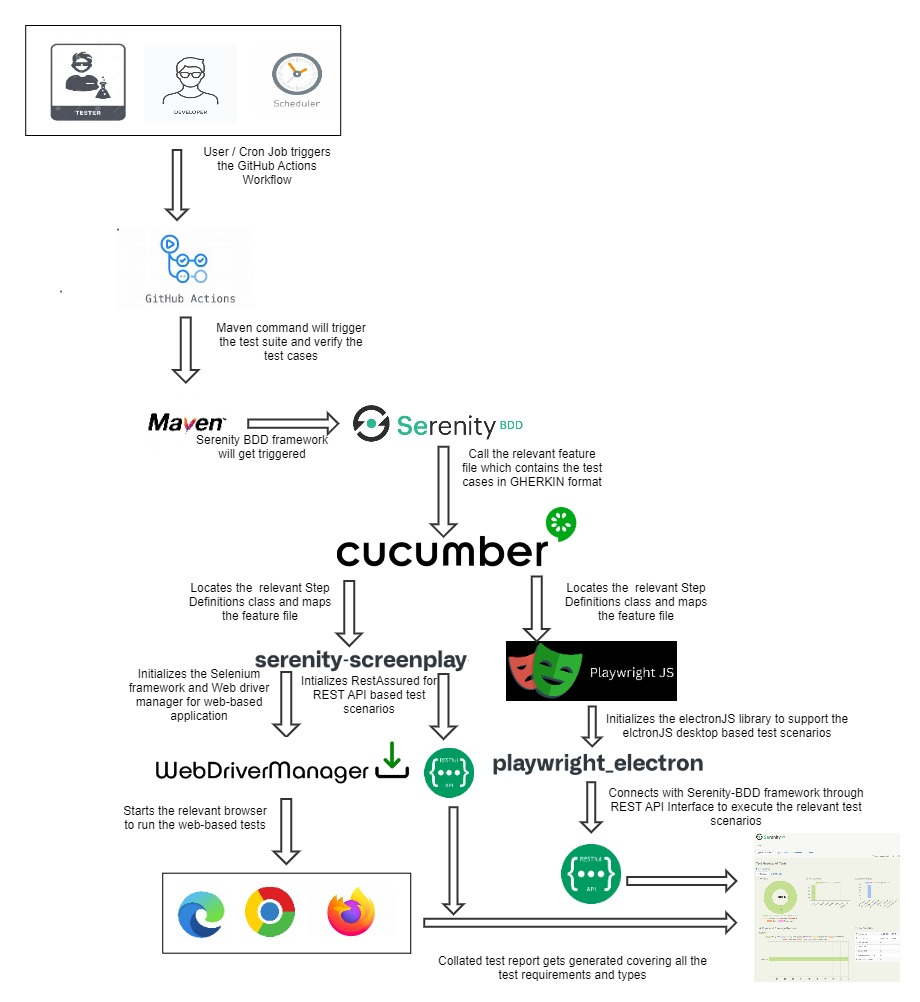 TESTER
DEVELOPER
Scheduler
User / Cron Job triggers
the GitHub Actions
Workflow
GitHub Actions
Maven command will trigger
the test suite and verify the
test cases
Maven
Serenity BDD
Serenity BDD framework
will get triggered
Call the relevant feature
file which contains the test
cases in GHERKIN format
cucumber
Locates the relevant Step
Definitions class and maps
the feature file
Locates the relevant Step
Definitions class and maps
the feature file
serenity-screenplay
Playwright JS
Initializes the Selenium
framework and Web driver
manager for web-based
application
Intializes RestAssured for
REST API based test
scenarios
Initializes the electronJS library to support the
elctronJS desktop based test scenarios
WebDriverManager
RESTful
API
playwright_electron
Starts the relevant browser
to run the web-based tests
Connects with Serenity-BDD framework through
REST API Interface to execute the relevant test
scenarios
RESTful
API
Serenity
Collated test report gets generated covering all the
test requirements and types